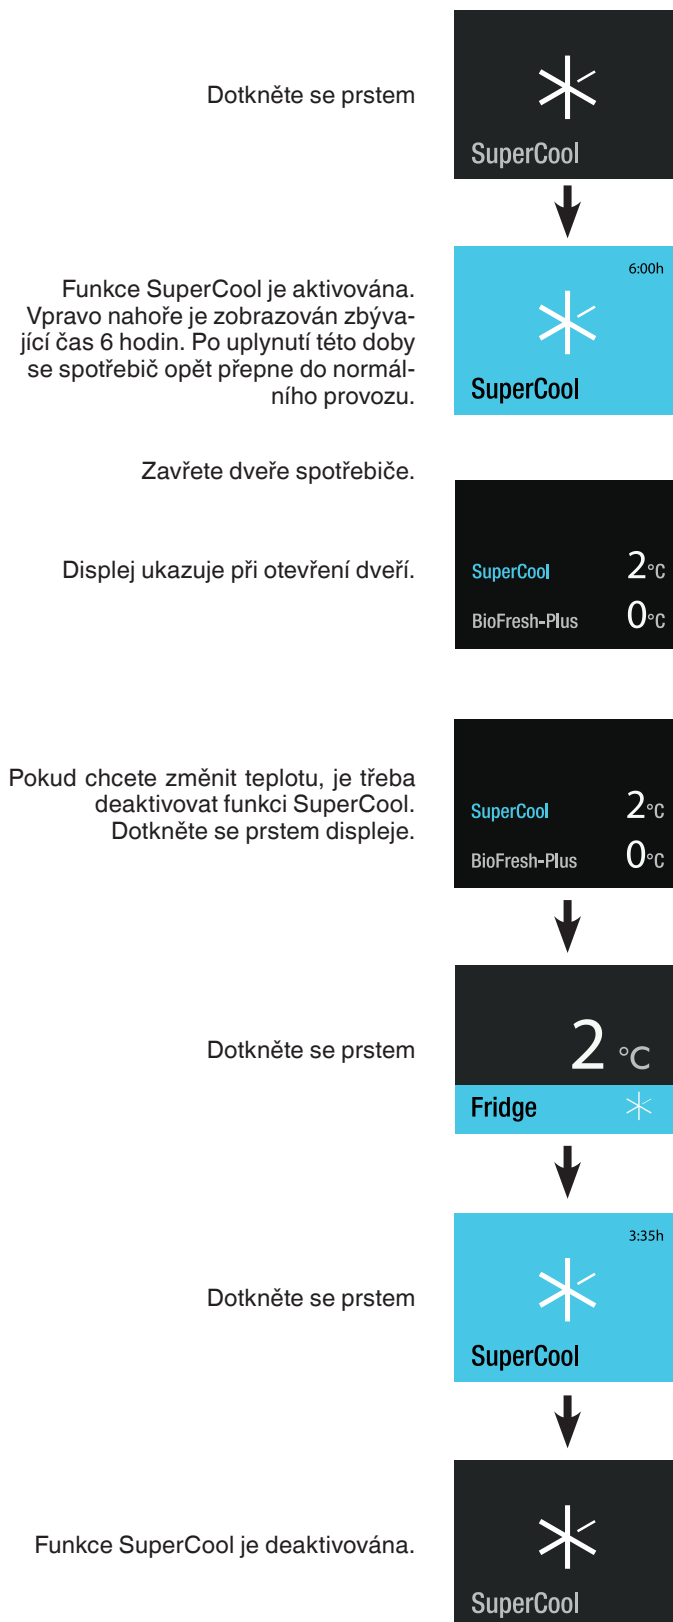 Dotkněte se prstem
SuperCool
6:00h
Funkce SuperCool je aktivována.
Vpravo nahoře je zobrazován zbýva-
jící čas 6 hodin. Po uplynutí této doby
se spotřebič opět přepne do normál-
ního provozu.
SuperCool
Zavřete dveře spotřebiče.
Displej ukazuje při otevření dveří.
SuperCool 2°C
BioFresh-Plus 0°C
Pokud chcete změnit teplotu, je třeba
deaktivovat funkci SuperCool.
Dotkněte se prstem displeje.
SuperCool 2°C
BioFresh-Plus 0°C
Dotkněte se prstem
2 °C
Fridge
3:35h
Dotkněte se prstem
SuperCool
Funkce SuperCool je deaktivována.
SuperCool